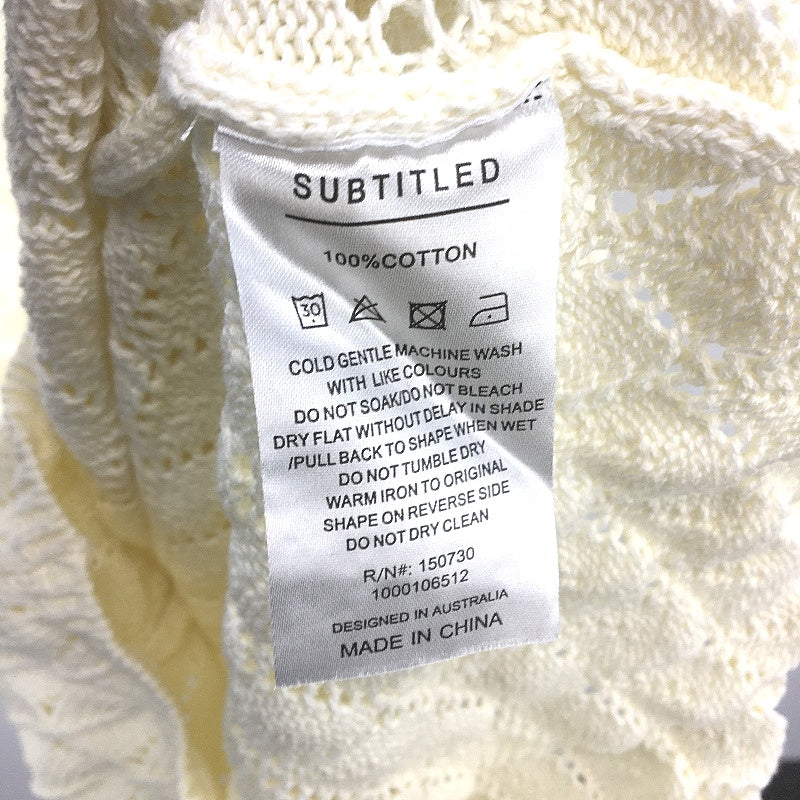 SUBTITLED
100%COTTON
30
COLD GENTLE MACHINE WASH
WITH LIKE COLOURS
DO NOT SOAK/DO NOT BLEACH
DRY FLAT WITHOUT DELAY IN SHADE
/PULL BACK TO SHAPE WHEN WET
DO NOT TUMBLE DRY
WARM IRON TO ORIGINAL
SHAPE ON REVERSE SIDE
DO NOT DRY CLEAN
R/N#: 150730
1000106512
DESIGNED IN AUSTRALIA
MADE IN CHINA